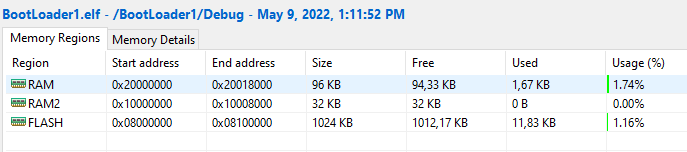 BootLoader1.elf - /BootLoader1/Debug - May 9, 2022, 1:11:52 PM
Memory Regions Memory Details
Region Start address End address Size Free Used Usage (%)
RAM 0x20000000 0x20018000 96 KB 94,33 KB 1,67 KB 1.74%
RAM2 0x10000000 0x10008000 32 KB 32 KB 0 B 0.00%
FLASH 0x08000000 0x08100000 1024 KB 1012,17 KB 11,83 KB 1.16%